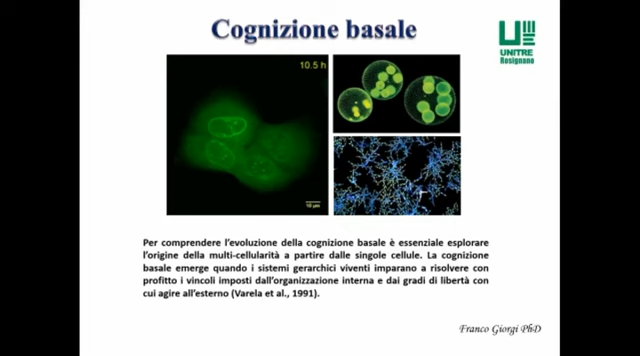 Cognizione basale
UNITRE
Rosignano
10.5 h
10 µm
Per comprendere l'evoluzione della cognizione basale è essenziale esplorare
l'origine della multi-cellularità a partire dalle singole cellule. La cognizione
basale emerge quando i sistemi gerarchici viventi imparano a risolvere con
profitto i vincoli imposti dall'organizzazione interna e dai gradi di libertà con
cui agire all'esterno (Varela et al., 1991).
Franco Giorgi PhD